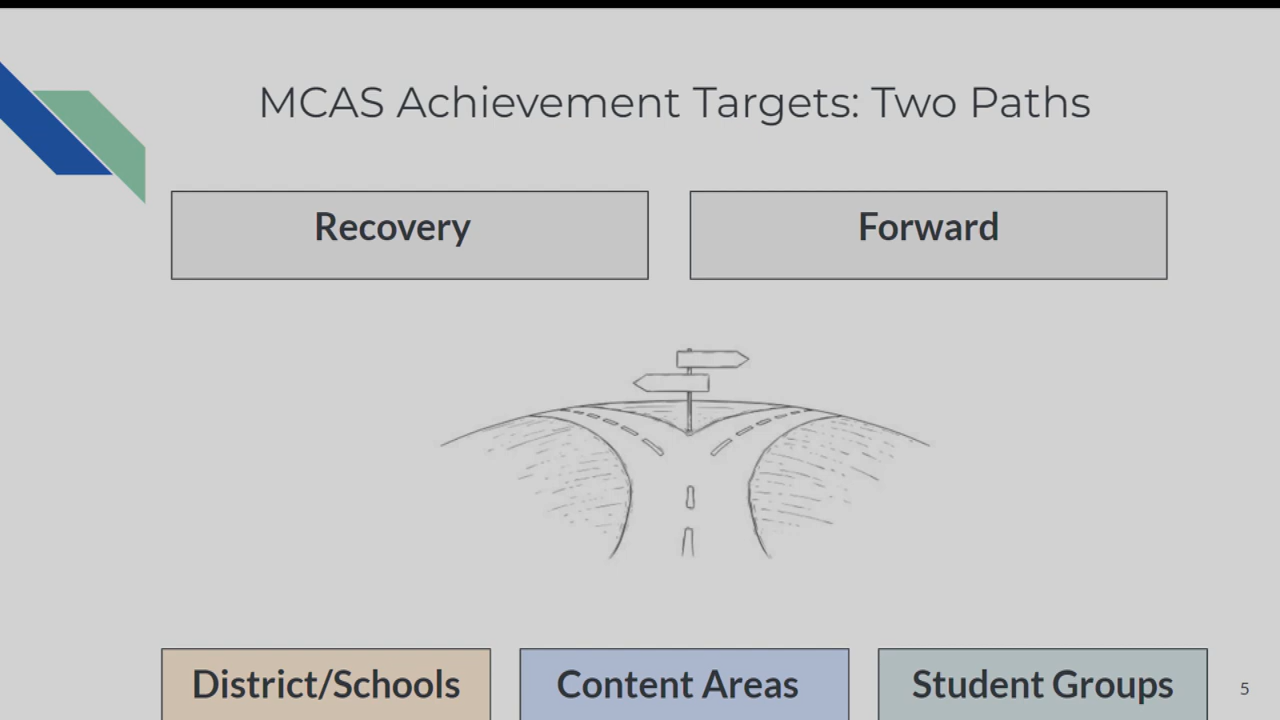 MCAS Achievement Targets: Two Paths
Recovery
Forward
District/Schools
Content Areas
Student Groups
5